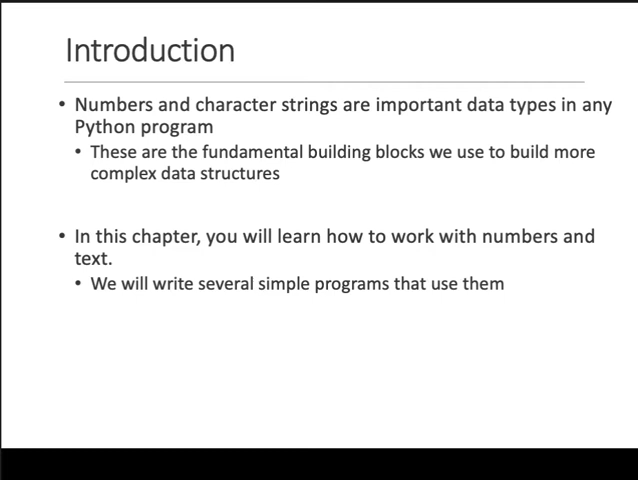 Introduction
• Numbers and character strings are important data types in any
Python program
• These are the fundamental building blocks we use to build more
complex data structures
• In this chapter, you will learn how to work with numbers and
text.
• We will write several simple programs that use them